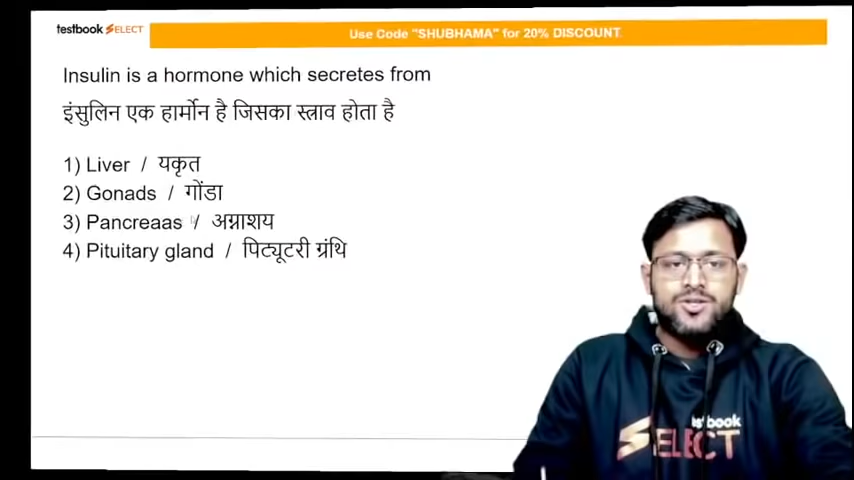 testbook SELECT
Use Code "SHUBHAMA" for 20% DISCOUNT
Insulin is a hormone which secretes from
इंसुलिन एक हार्मोन है जिसका स्त्राव होता है
1) Liver / यकृत
2) Gonads / गोंडा
3) Pancreaas / अग्नाशय
4) Pituitary gland / पिट्यूटरी ग्रंथि
testbook
SELECT